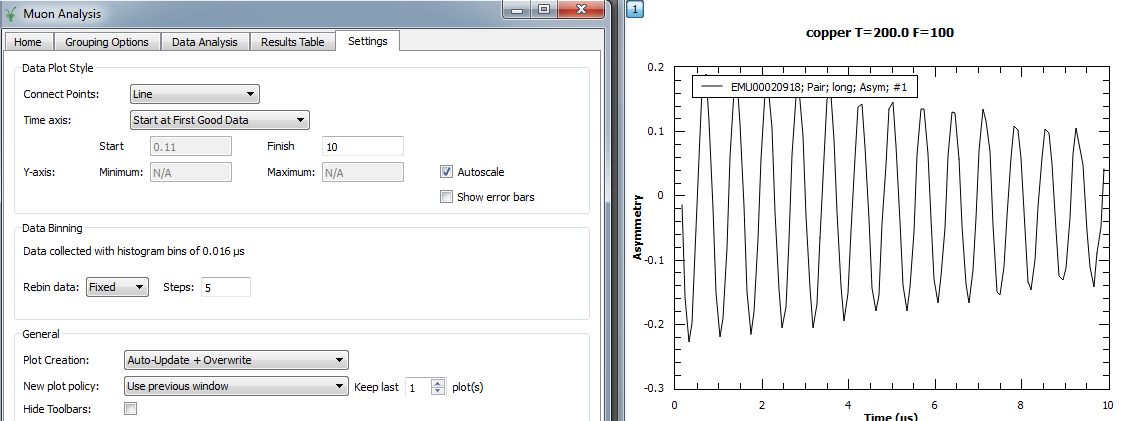 Muon Analysis
Home Grouping Options Data Analysis Results Table Settings
Data Plot Style
Connect Points: Line
Time axis: Start at First Good Data
Start 0.11 Finish 10
Y-axis: Minimum: N/A Maximum: N/A Autoscale
Show error bars
Data Binning
Data collected with histogram bins of 0.016 µs
Rebin data: Fixed Steps: 5
General
Plot Creation: Auto-Update + Overwrite
New plot policy: Use previous window Keep last 1 plot(s)
Hide Toolbars:
1
copper T=200.0 F=100
EMU00020918; Pair; long; Asym; #1
0.2
0.1
0
-0.1
-0.2
-0.3
Asymmetry
0 2 4 6 8 10
Time (µs)